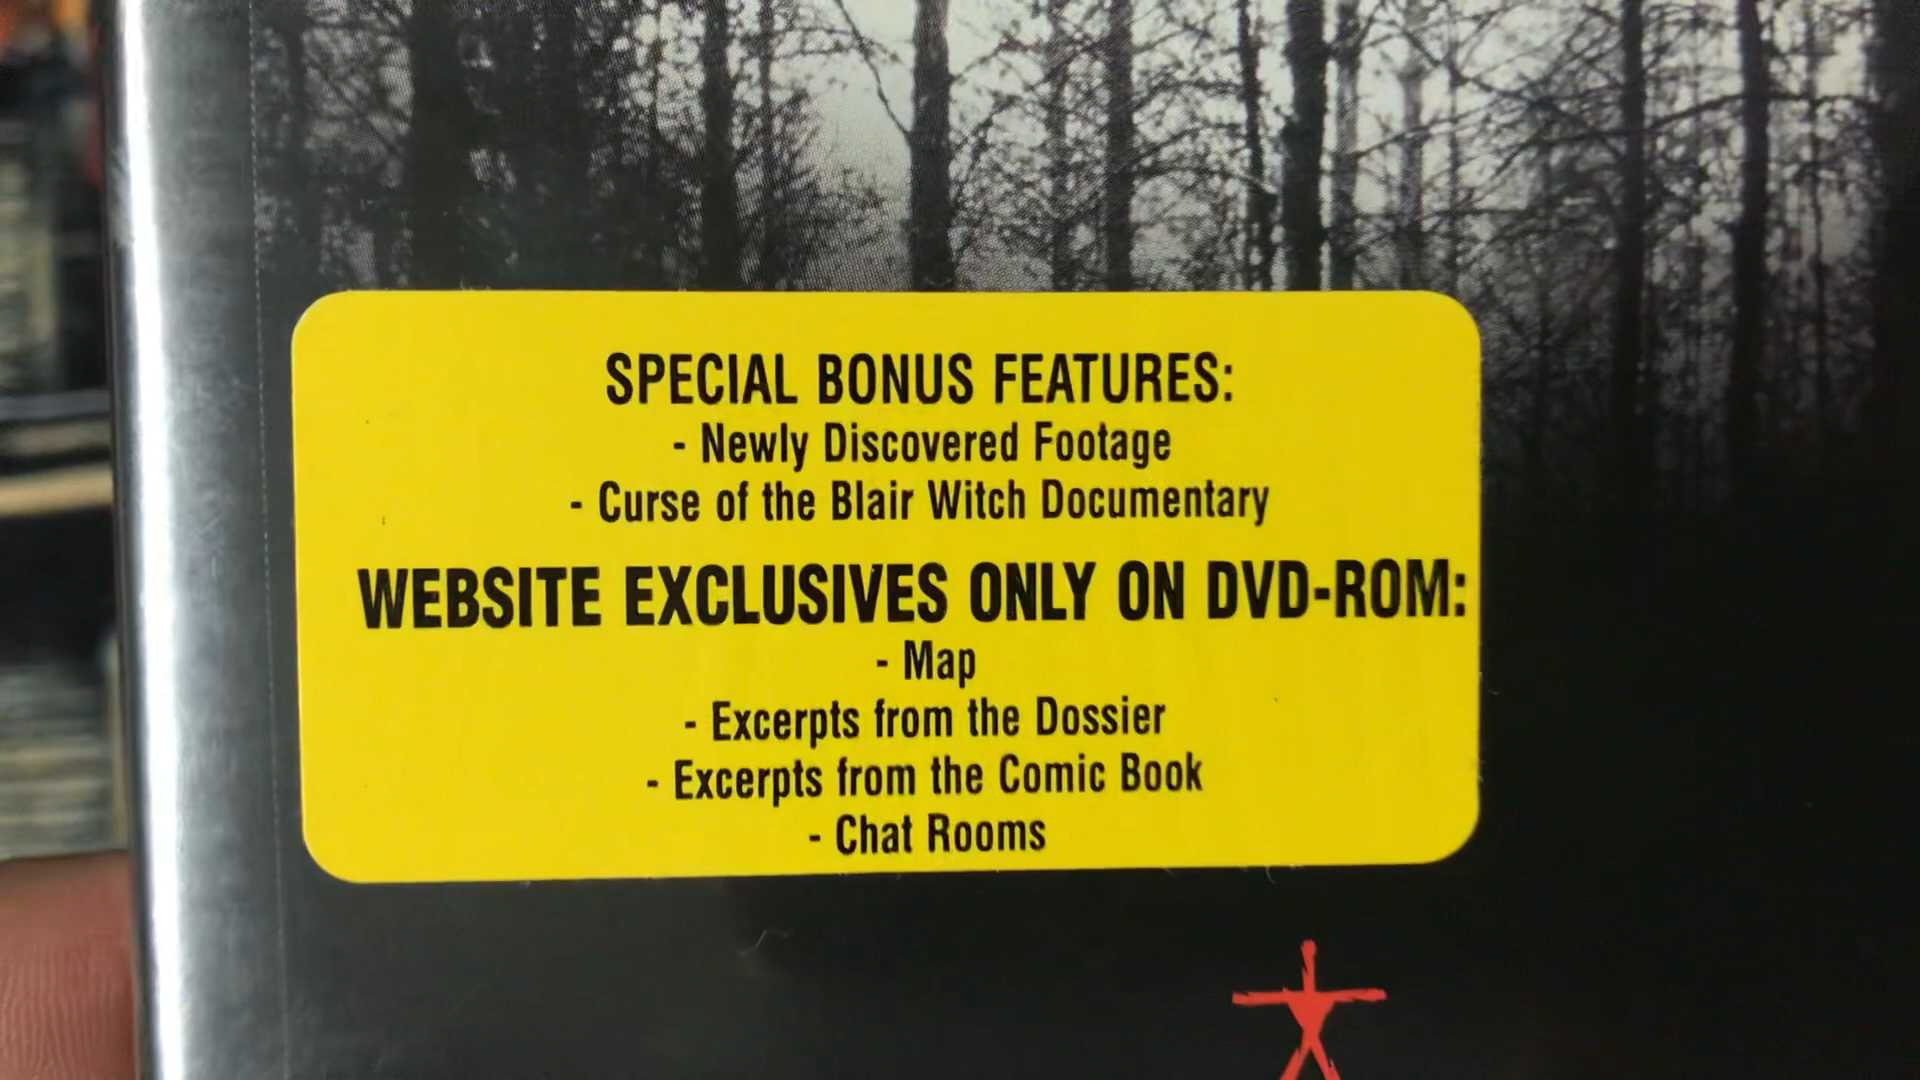 SPECIAL BONUS FEATURES:
- Newly Discovered Footage
- Curse of the Blair Witch Documentary
WEBSITE EXCLUSIVES ONLY ON DVD-ROM:
- Map
- Excerpts from the Dossier
- Excerpts from the Comic Book
- Chat Rooms